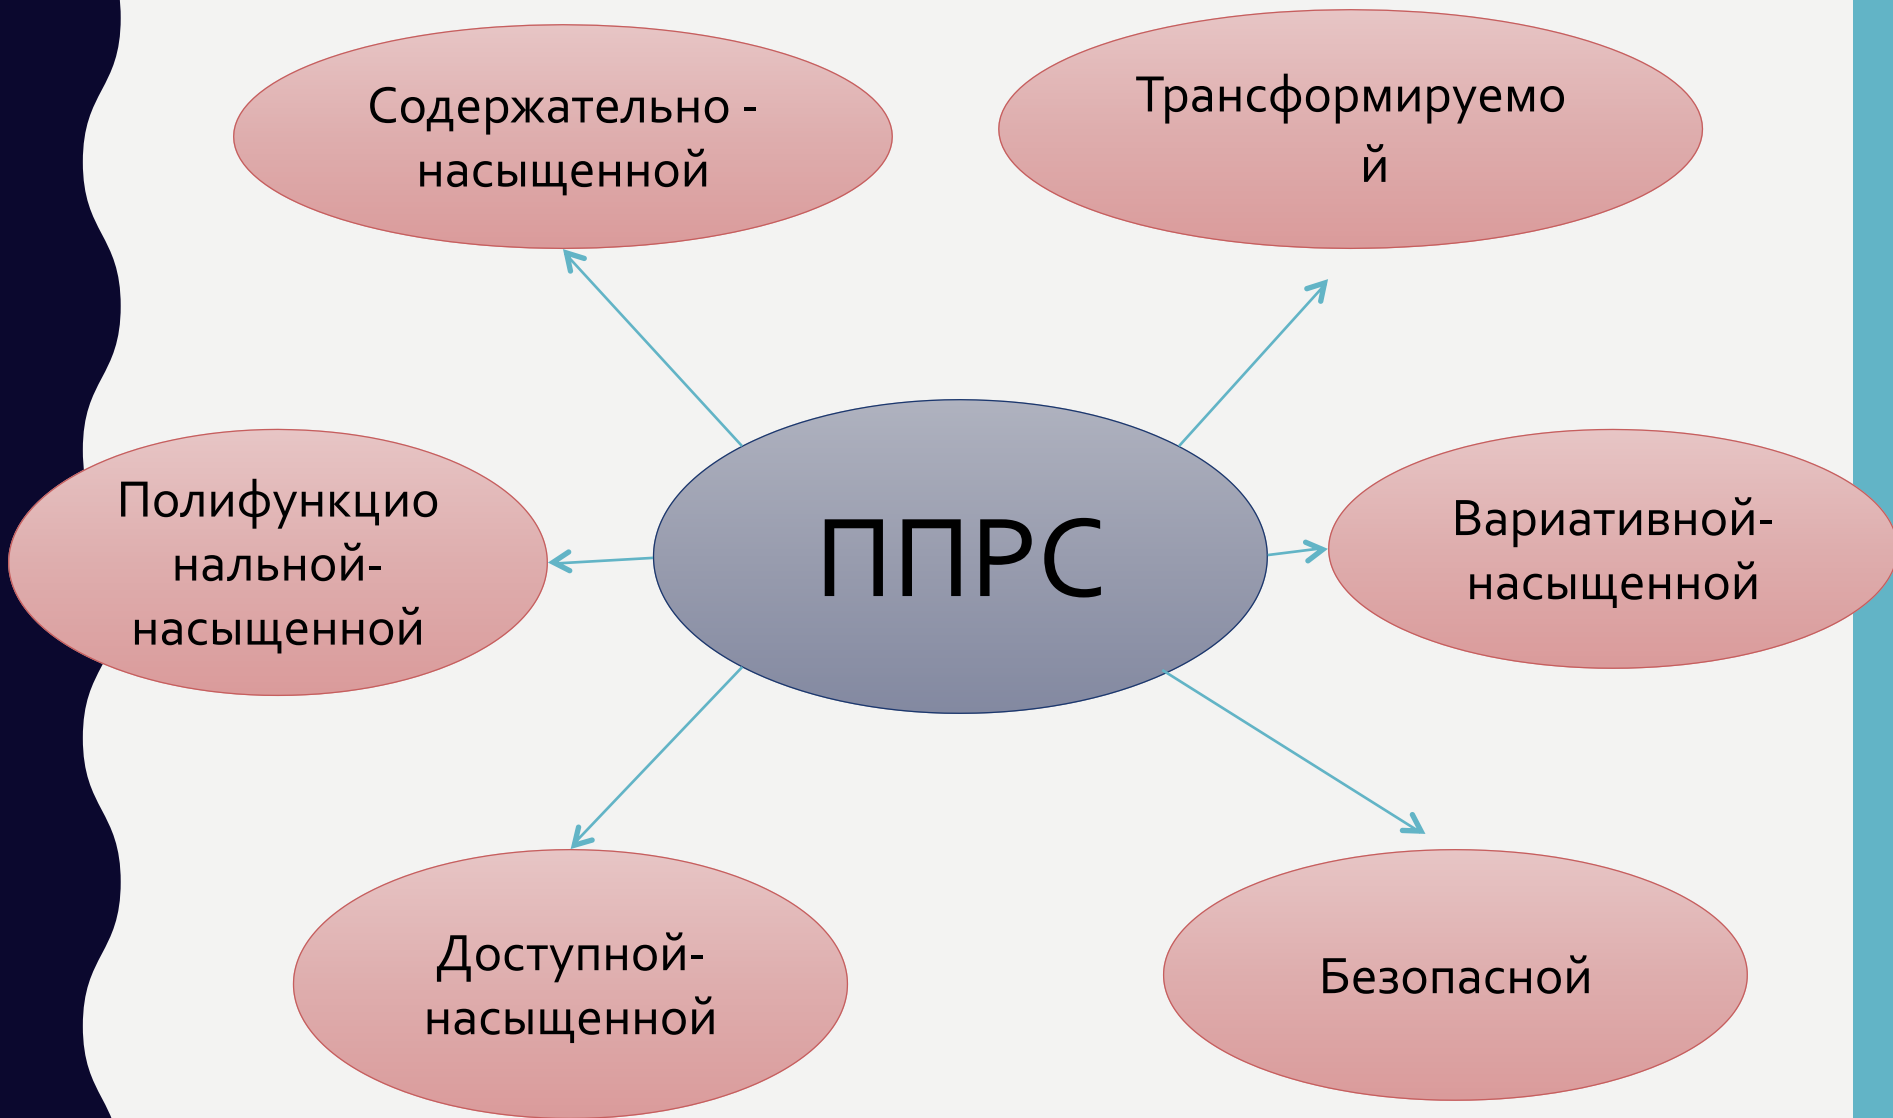 Содержательно -
насыщенной
Трансформируемо
й
Полифункцио
нальной-
насыщенной
ППРС
Вариативной-
насыщенной
Доступной-
насыщенной
Безопасной